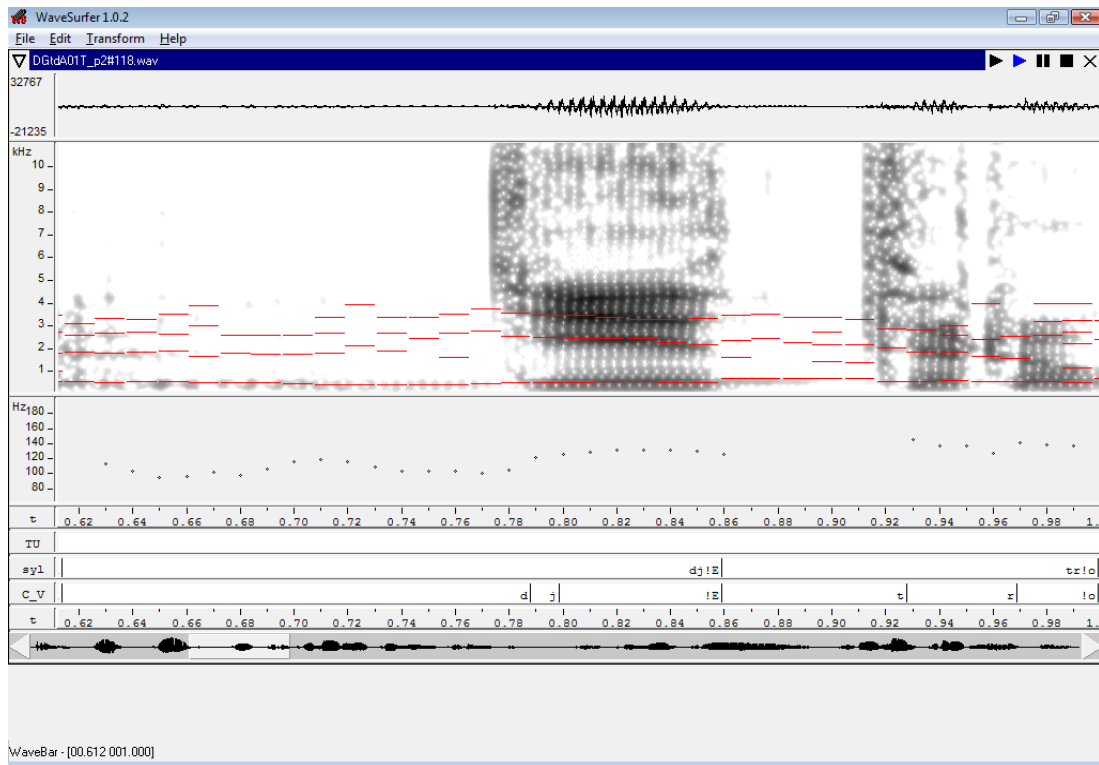 WaveSurfer 1.0.2
File Edit Transform Help
DGtdA01T_p2#118.wav
32767
-21235
kHz
10
9
8
7
6
5
4
3
2
1
Hz
180
160
140
120
100
80
t 0.62 0.64 0.66 0.68 0.70 0.72 0.74 0.76 0.78 0.80 0.82 0.84 0.86 0.88 0.90 0.92 0.94 0.96 0.98 1.
TU
syl dj!E tr!o
C_V d j !E t r !o
t 0.62 0.64 0.66 0.68 0.70 0.72 0.74 0.76 0.78 0.80 0.82 0.84 0.86 0.88 0.90 0.92 0.94 0.96 0.98 1.
WaveBar - [00.612 001.000]